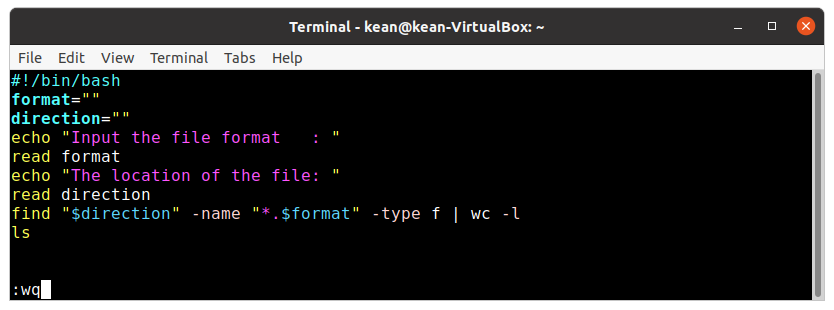 Terminal - kean@kean-VirtualBox: ~
File Edit View Terminal Tabs Help
#!/bin/bash
format=""
direction=""
echo "Input the file format   : "
read format
echo "The location of the file: "
read direction
find "$direction" -name "*.$format" -type f | wc -l
ls
:wq